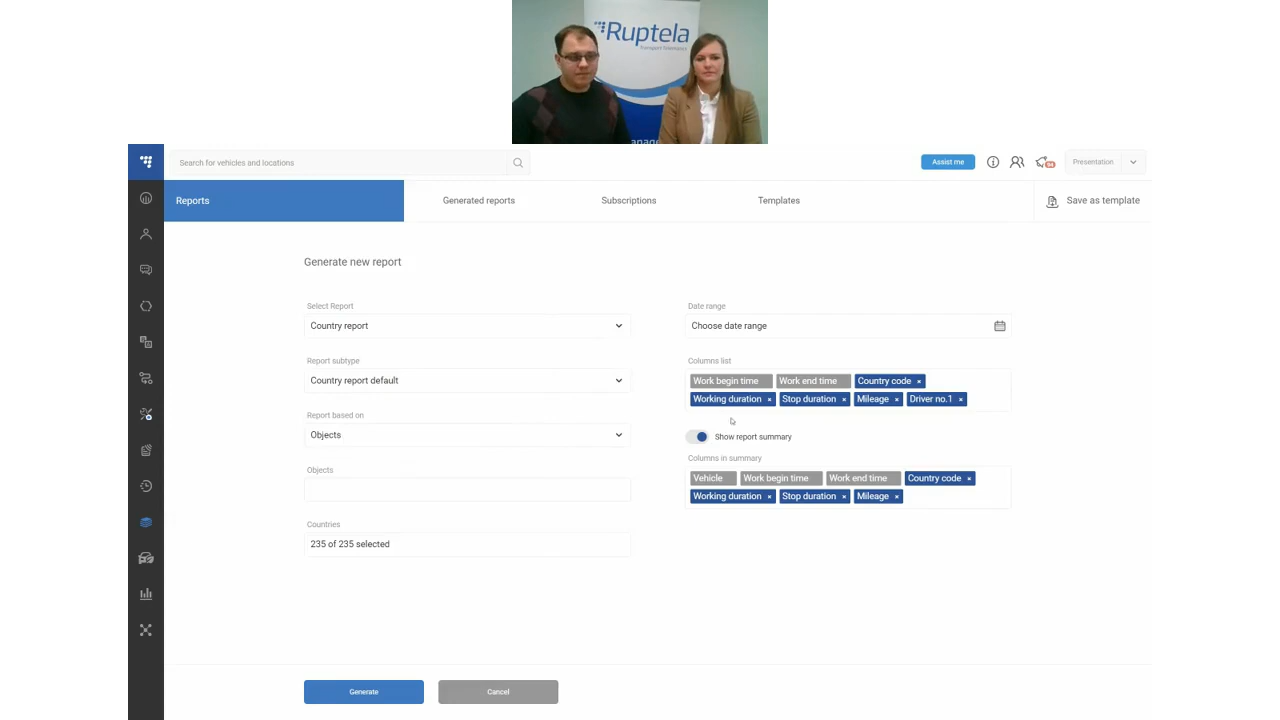 Ruptela
Transport Telematics
Search for vehicles and locations
Assist me
Presentation
Reports
Generated reports
Subscriptions
Templates
Save as template
Generate new report
Select Report
Country report
Report subtype
Country report default
Report based on
Objects
Objects
Countries
235 of 235 selected
Date range
Choose date range
Columns list
Work begin time Work end time Country code ×
Working duration × Stop duration × Mileage × Driver no.1 ×
Show report summary
Columns in summary
Vehicle Work begin time Work end time Country code ×
Working duration × Stop duration × Mileage ×
Generate
Cancel